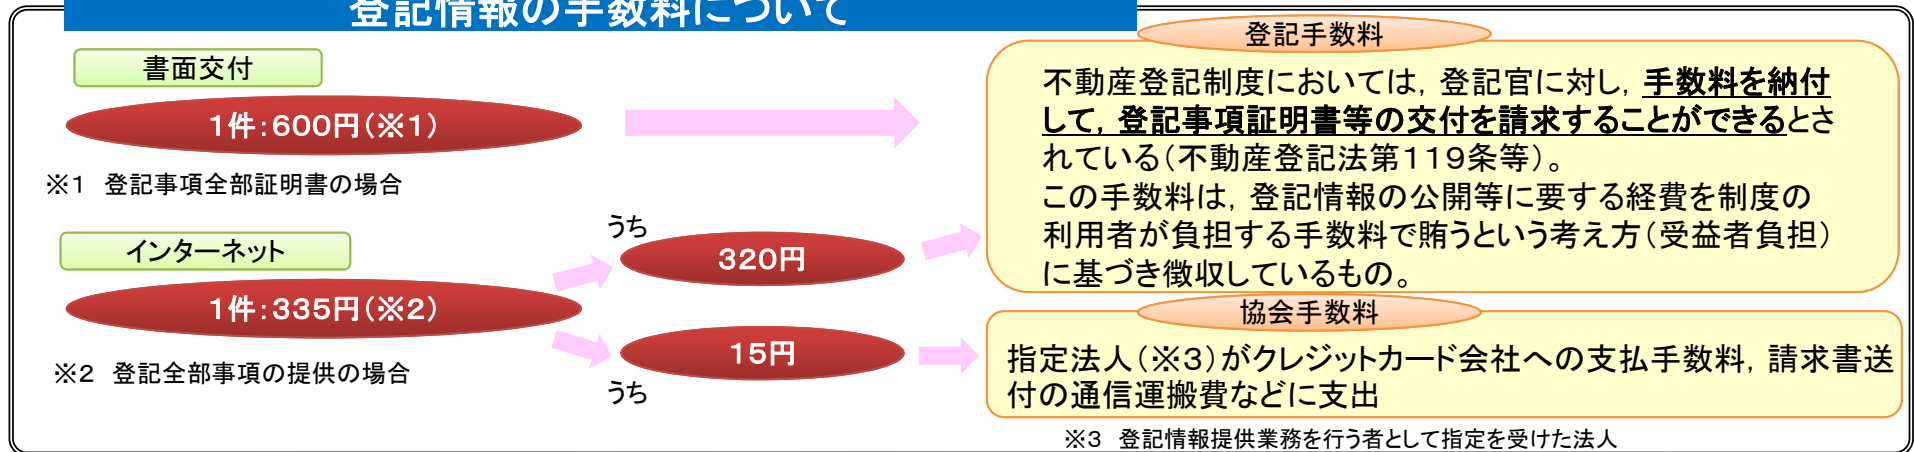 登記情報の手数料について
書面交付
1件：600円（※1）
※1　登記事項全部証明書の場合
インターネット
1件：335円（※2）
※2　登記全部事項の提供の場合
うち
320円
15円
うち
登記手数料
不動産登記制度においては，登記官に対し，手数料を納付
して，登記事項証明書等の交付を請求することができるとさ
れている（不動産登記法第119条等）。
この手数料は，登記情報の公開等に要する経費を制度の
利用者が負担する手数料で賄うという考え方（受益者負担）
に基づき徴収しているもの。
協会手数料
指定法人（※3）がクレジットカード会社への支払手数料，請求書送
付の通信運搬費などに支出
※3　登記情報提供業務を行う者として指定を受けた法人